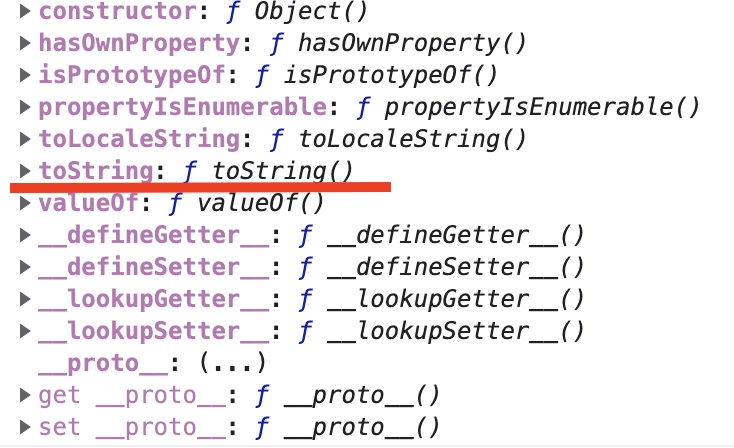 constructor: ƒ Object()
hasOwnProperty: ƒ hasOwnProperty()
isPrototypeOf: ƒ isPrototypeOf()
propertyIsEnumerable: ƒ propertyIsEnumerable()
toLocaleString: ƒ toLocaleString()
toString: ƒ toString()
valueOf: ƒ valueOf()
__defineGetter__: ƒ __defineGetter__()
__defineSetter__: ƒ __defineSetter__()
__lookupGetter__: ƒ __lookupGetter__()
__lookupSetter__: ƒ __lookupSetter__()
__proto__: (...)
get __proto__: ƒ __proto__()
set __proto__: ƒ __proto__()